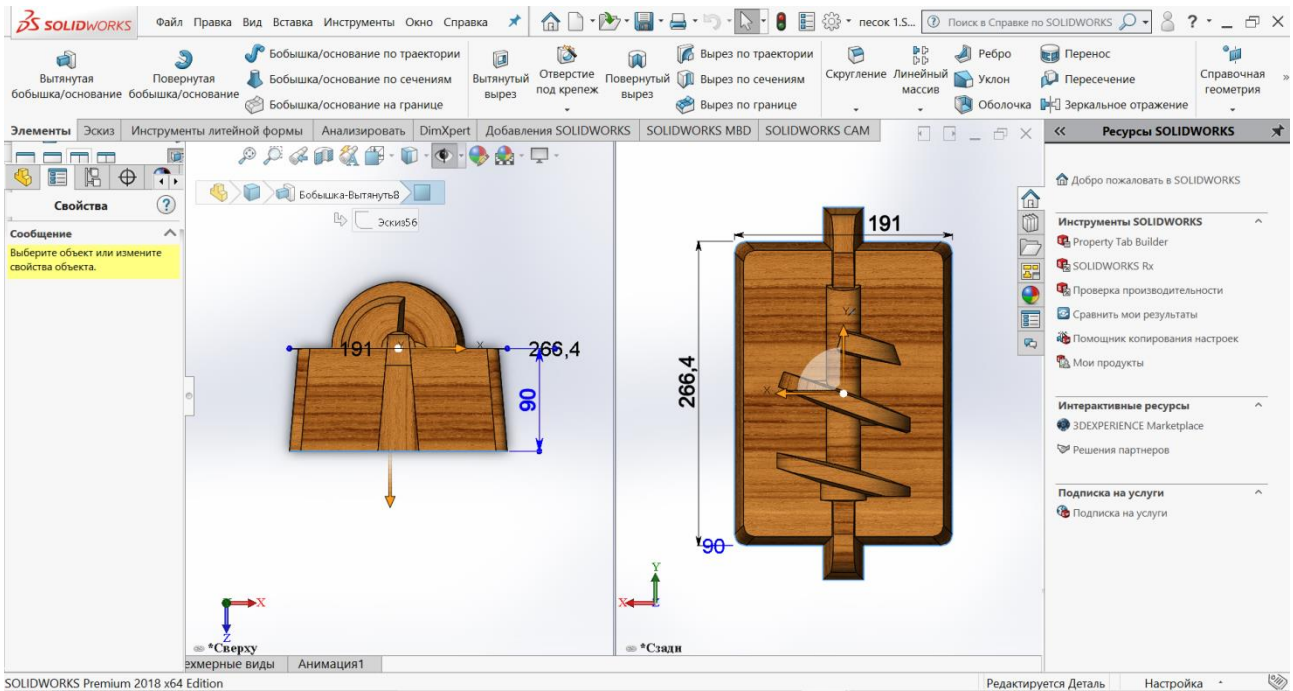 SOLIDWORKS Файл Правка Вид Вставка Инструменты Окно Справка песок 1.S... Поиск в Справке по SOLIDWORKS
Вытянутая бобышка/основание
Повернутая бобышка/основание
Бобышка/основание по траектории
Бобышка/основание по сечениям
Бобышка/основание на границе
Вытянутый вырез
Отверстие под крепеж
Повернутый вырез
Вырез по траектории
Вырез по сечениям
Вырез по границе
Скругление
Линейный массив
Ребро
Уклон
Оболочка
Перенос
Пересечение
Зеркальное отражение
Справочная геометрия
Элементы Эскиз Инструменты литейной формы Анализировать DimXpert Добавления SOLIDWORKS SOLIDWORKS MBD SOLIDWORKS CAM
Свойства
Сообщение
Выберите объект или измените
свойства объекта.
Бобышка-Вытянуть8
Эскиз56
191
266,4
90
X
Z
*Сверху
191
266,4
90
Y
X
Z
*Сзади
Ресурсы SOLIDWORKS
Добро пожаловать в SOLIDWORKS
Инструменты SOLIDWORKS
Property Tab Builder
SOLIDWORKS Rx
Проверка производительности
Сравнить мои результаты
Помощник копирования настроек
Мои продукты
Интерактивные ресурсы
3DEXPERIENCE Marketplace
Решения партнеров
Подписка на услуги
Подписка на услуги
ехмерные виды Анимация1
SOLIDWORKS Premium 2018 x64 Edition Редактируется Деталь Настройка